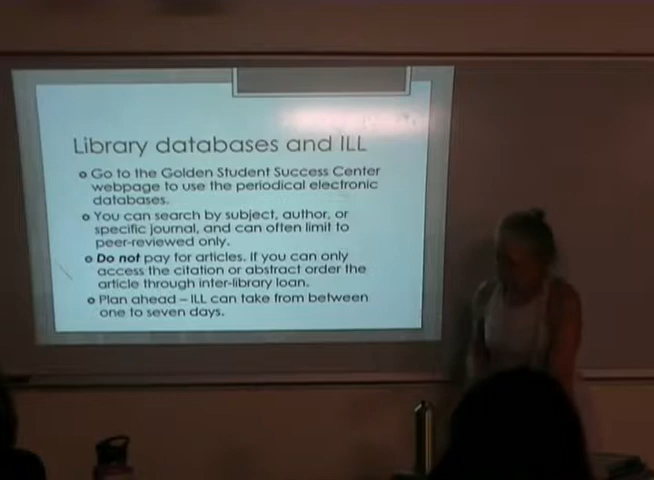 Library databases and ILL
Go to the Golden Student Success Center
webpage to use the periodical electronic
databases.
You can search by subject, author, or
specific journal, and can often limit to
peer-reviewed only.
Do not pay for articles. If you can only
access the citation or abstract order the
article through inter-library loan.
Plan ahead – ILL can take from between
one to seven days.